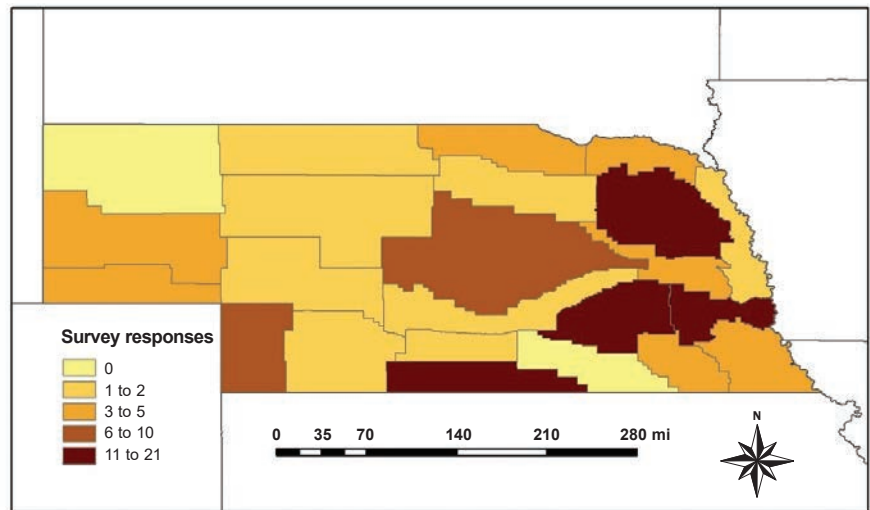 Survey responses
0
1 to 2
3 to 5
6 to 10
11 to 21
0 35 70 140 210 280 mi
N